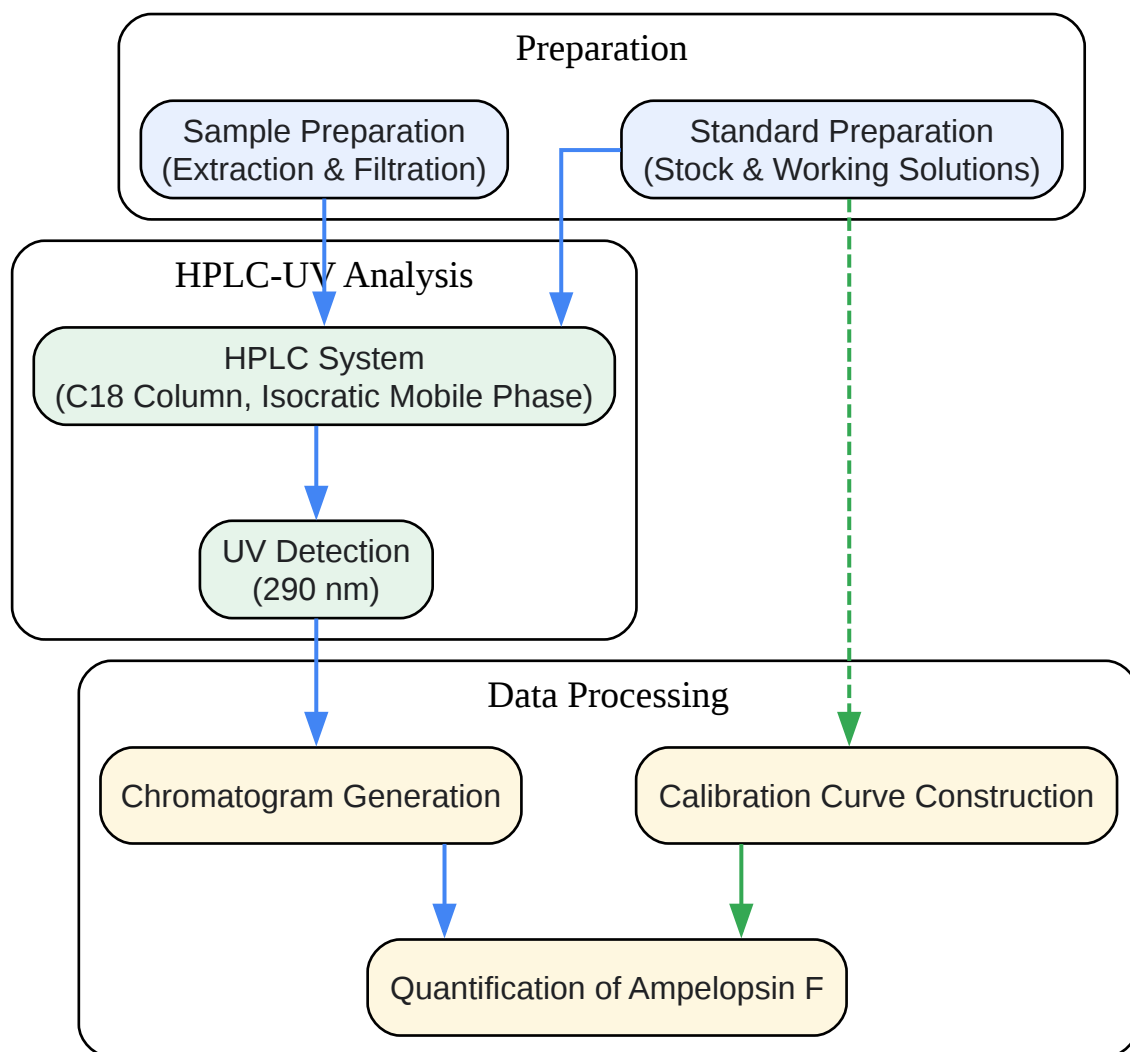 Preparation
Sample Preparation
(Extraction & Filtration)
Standard Preparation
(Stock & Working Solutions)
HPLC-UV Analysis
HPLC System
(C18 Column, Isocratic Mobile Phase)
UV Detection
(290 nm)
Data Processing
Chromatogram Generation
Calibration Curve Construction
Quantification of Ampelopsin F